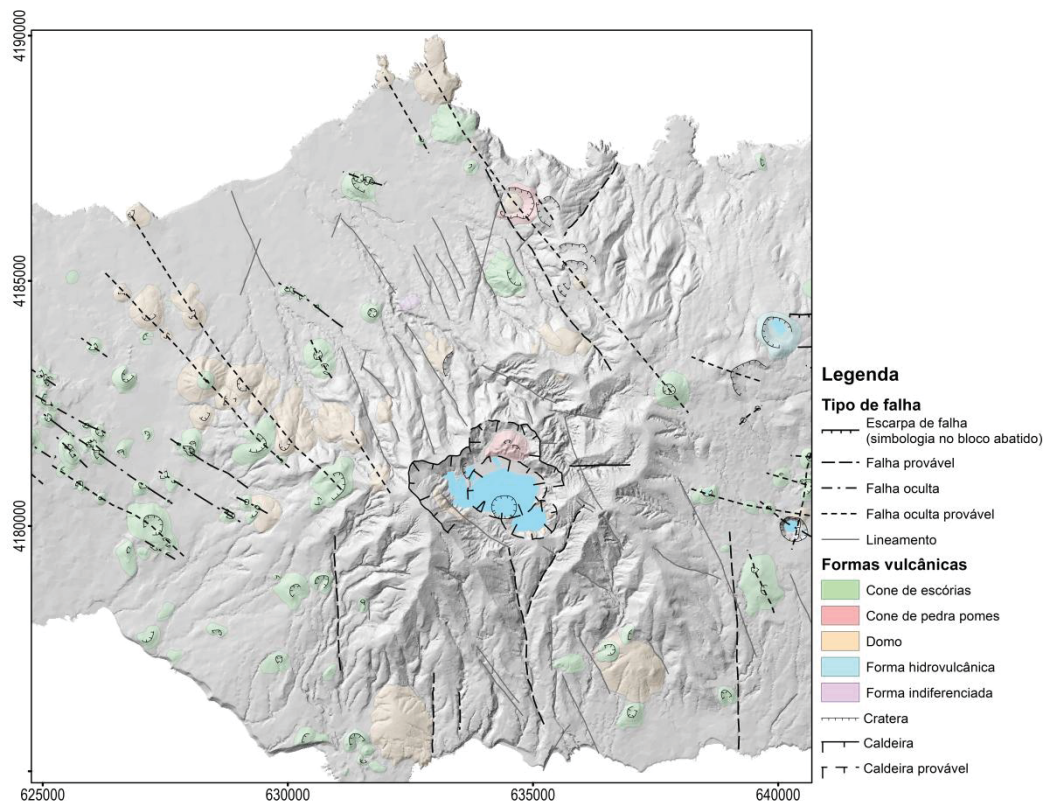 4190000
4185000
4180000
625000
630000
635000
640000
Legenda
Tipo de falha
Escarpa de falha
(simbologia no bloco abatido)
Falha provável
Falha oculta
Falha oculta provável
Lineamento
Formas vulcânicas
Cone de escórias
Cone de pedra pomes
Domo
Forma hidrovulcânica
Forma indiferenciada
Cratera
Caldeira
Caldeira provável